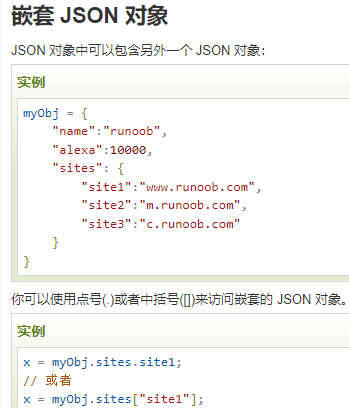 嵌套 JSON 对象
JSON 对象中可以包含另外一个 JSON 对象：
实例
myObj = {
    "name":"runoob",
    "alexa":10000,
    "sites": {
        "site1":"www.runoob.com",
        "site2":"m.runoob.com",
        "site3":"c.runoob.com"
    }
}
你可以使用点号(.)或者中括号([])来访问嵌套的 JSON 对象。
实例
x = myObj.sites.site1;
// 或者
x = myObj.sites["site1"];